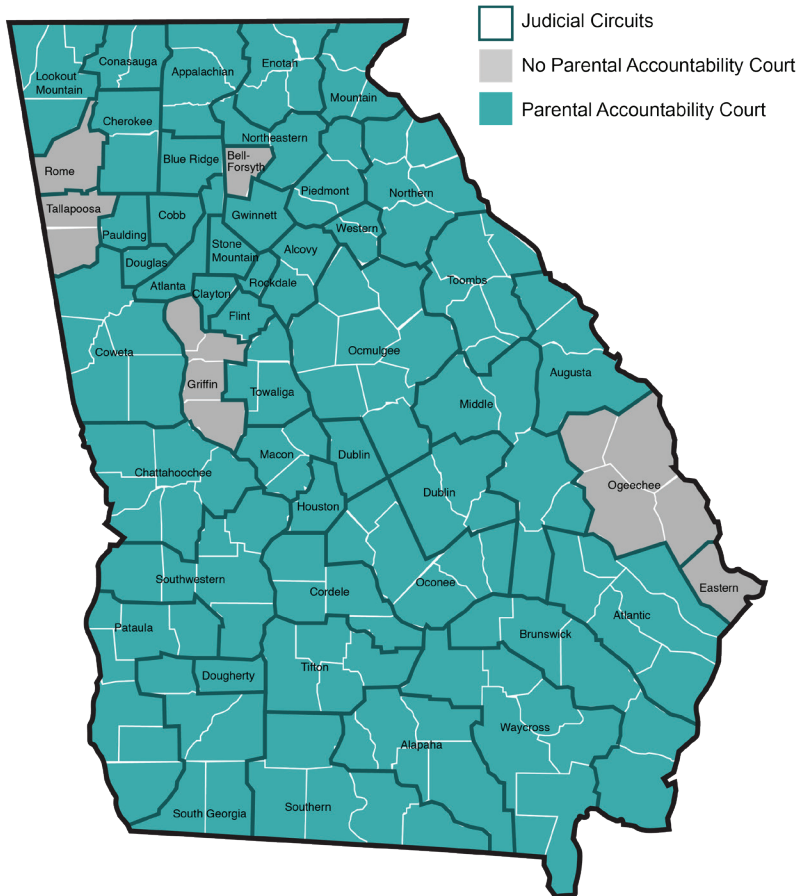 Judicial Circuits
No Parental Accountability Court
Parental Accountability Court
Lookout
Mountain
Conasauga
Appalachian
Enotah
Mountain
Cherokee
Northeastern
Rome
Blue Ridge
Bell-
Forsyth
Piedmont
Northern
Tallapoosa
Paulding
Cobb
Gwinnett
Western
Douglas
Stone
Mountain
Alcovy
Atlanta
Clayton
Rockdale
Toombs
Flint
Coweta
Ocmulgee
Griffin
Towaliga
Augusta
Middle
Chattahoochee
Macon
Dublin
Houston
Dublin
Ogeechee
Southwestern
Cordele
Oconee
Eastern
Pataula
Brunswick
Atlantic
Dougherty
Tifton
Alapaha
Waycross
South Georgia
Southern